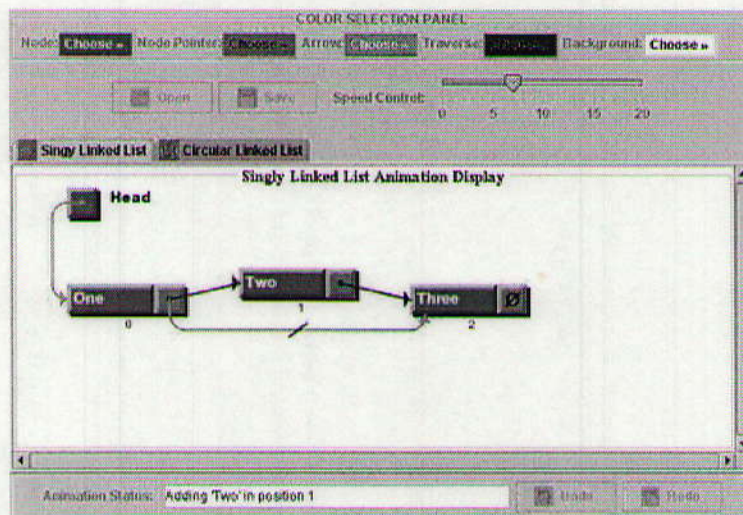 COLOR SELECTION PANEL
Node: Choose » Node Pointer: Choose » Arrow: Choose » Traverse: Background: Choose »
Open Save Speed Control:
0 5 10 15 20
Singy Linked List Circular Linked List
Singly Linked List Animation Display
Head
One Two Three Ø
0 1 2
Animation Status: Adding 'Two' in position 1 Undo Redo